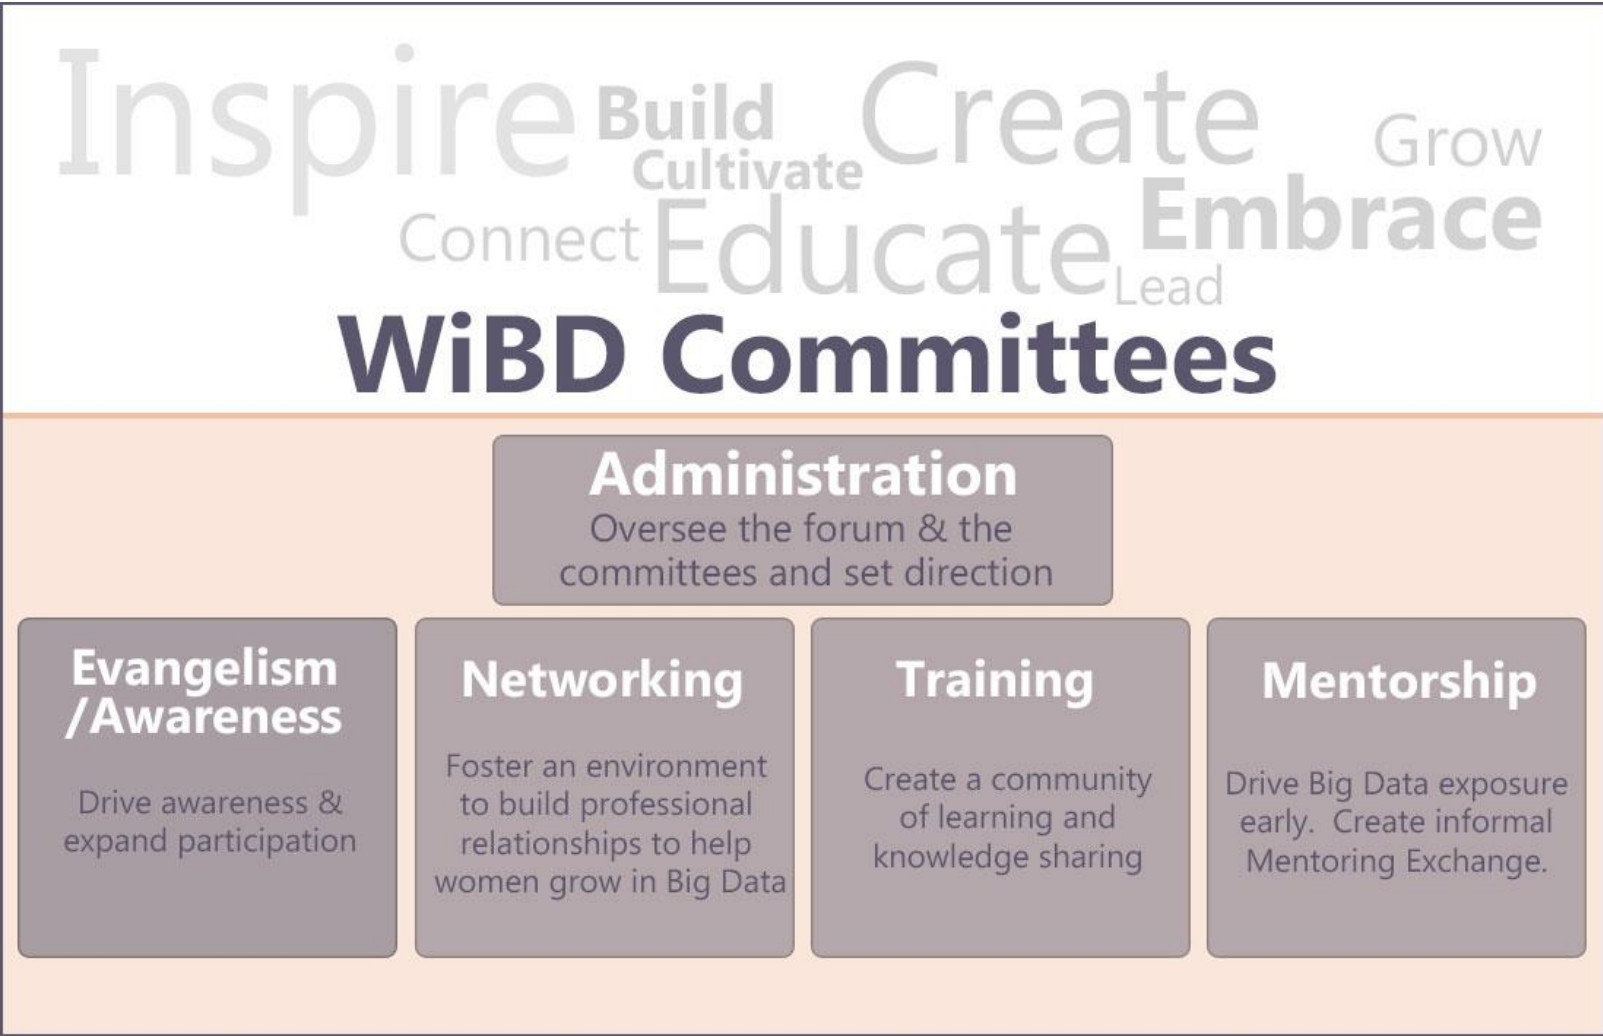 Inspire Build Create Grow
Cultivate
Connect Educate Embrace
Lead
WiBD Committees
Administration
Oversee the forum & the
committees and set direction
Evangelism
/Awareness
Drive awareness &
expand participation
Networking
Foster an environment
to build professional
relationships to help
women grow in Big Data
Training
Create a community
of learning and
knowledge sharing
Mentorship
Drive Big Data exposure
early. Create informal
Mentoring Exchange.